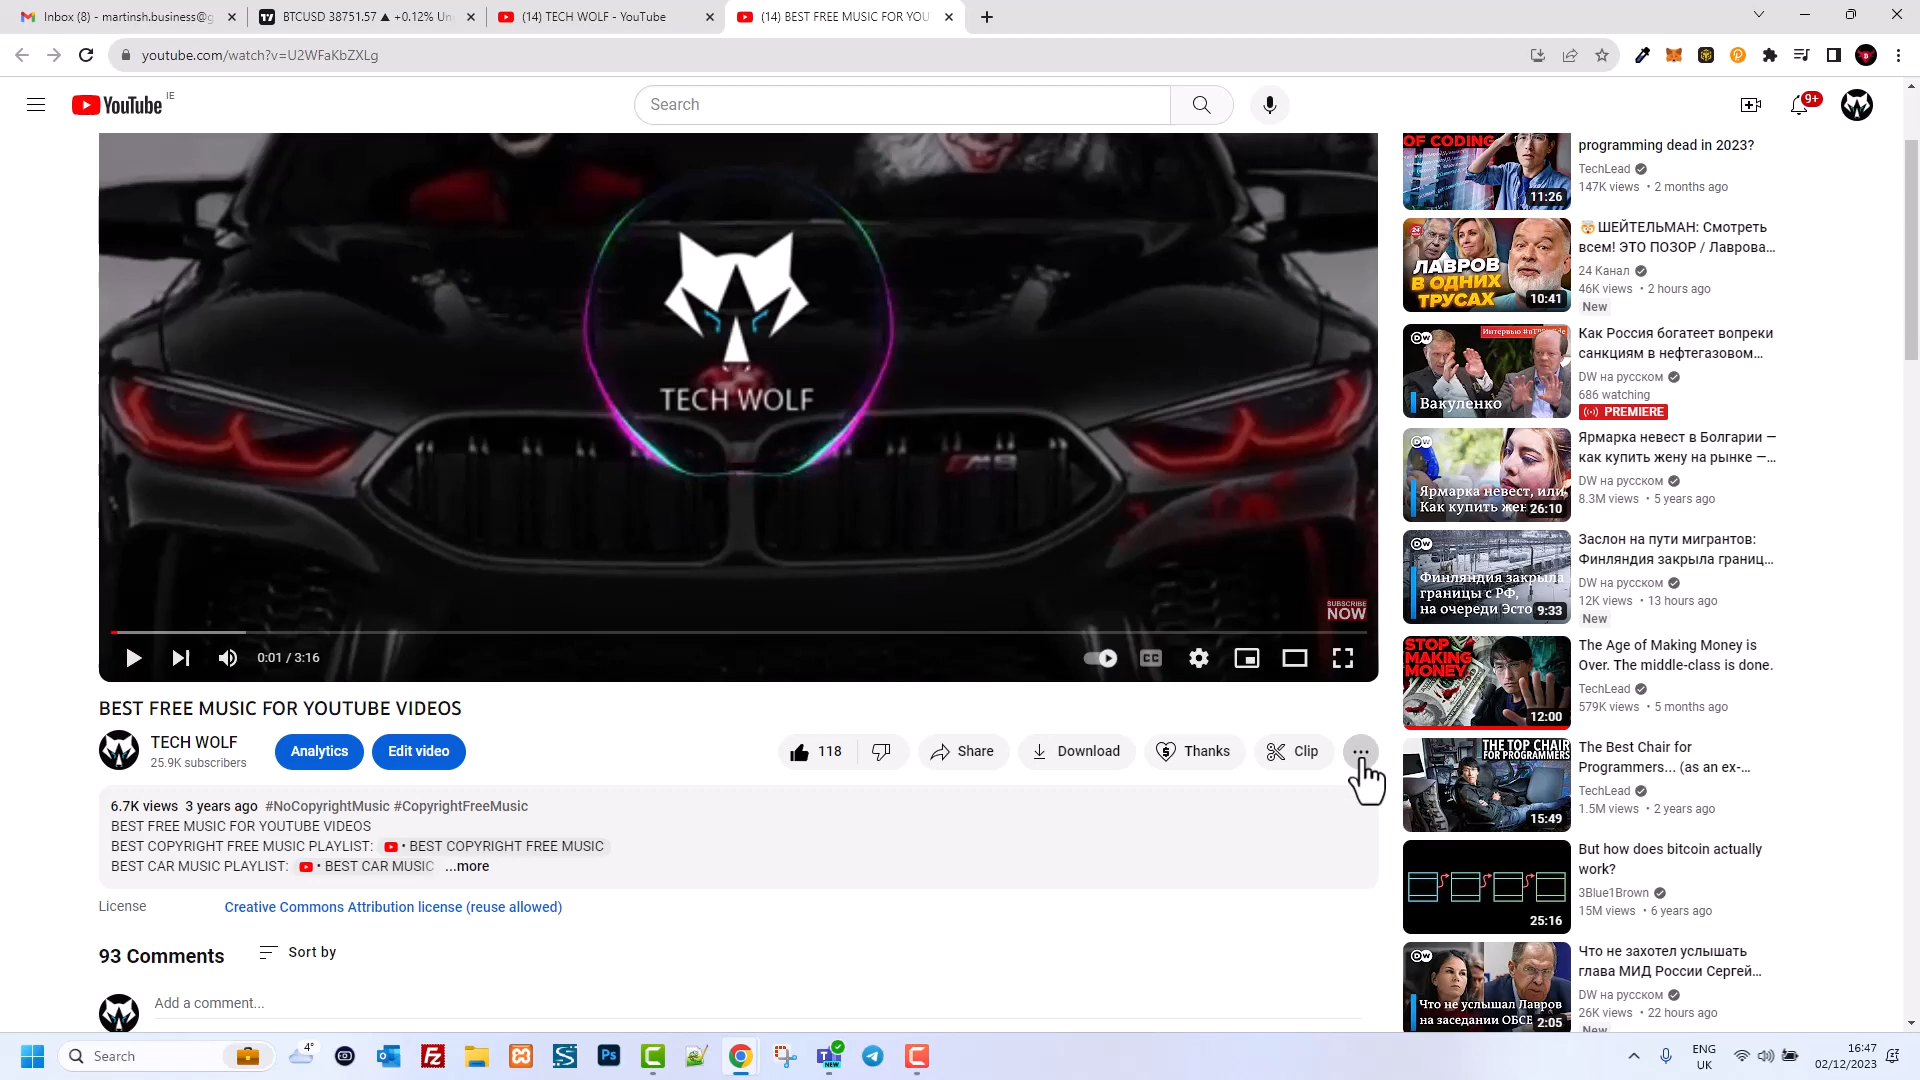 Inbox (8) - martinsh.business@g
BTCUSD 38751.57 ▲ +0.12% Un
(14) TECH WOLF - YouTube
(14) BEST FREE MUSIC FOR YOU
youtube.com/watch?v=U2WFaKbZXLg
YouTube IE
Search
9+
TECH WOLF
SUBSCRIBE
NOW
0:01 / 3:16
CC
BEST FREE MUSIC FOR YOUTUBE VIDEOS
TECH WOLF
25.9K subscribers
Analytics
Edit video
118
Share
Download
Thanks
Clip
6.7K views 3 years ago #NoCopyrightMusic #CopyrightFreeMusic
BEST FREE MUSIC FOR YOUTUBE VIDEOS
BEST COPYRIGHT FREE MUSIC PLAYLIST: • BEST COPYRIGHT FREE MUSIC
BEST CAR MUSIC PLAYLIST: • BEST CAR MUSIC ...more
License
Creative Commons Attribution license (reuse allowed)
93 Comments
Sort by
Add a comment...
OF CODING
11:26
programming dead in 2023?
TechLead
147K views • 2 months ago
24
ЛАВРОВ
В ОДНИХ
ТРУСАХ
10:41
ШЕЙТЕЛЬМАН: Смотреть
всем! ЭТО ПОЗОР / Лаврова...
24 Канал
46K views • 2 hours ago
New
DW
Вакуленко
Как Россия богатеет вопреки
санкциям в нефтегазовом...
DW на русском
686 watching
PREMIERE
DW
Ярмарка невест, или
Как купить жен
26:10
Ярмарка невест в Болгарии —
как купить жену на рынке —...
DW на русском
8.3M views • 5 years ago
DW
Финляндия закрыла
границы с РФ,
на очереди Эсто
9:33
Заслон на пути мигрантов:
Финляндия закрыла границ...
DW на русском
12K views • 13 hours ago
New
STOP
MAKING
MONEY
12:00
The Age of Making Money is
Over. The middle-class is done.
TechLead
579K views • 5 months ago
THE TOP CHAIR
FOR PROGRAMMERS
15:49
The Best Chair for
Programmers... (as an ex-...
TechLead
1.5M views • 2 years ago
25:16
But how does bitcoin actually
work?
3Blue1Brown
15M views • 6 years ago
DW
Что не услышал Лавров
на заседании ОБСЕ
2:05
Что не захотел услышать
глава МИД России Сергей...
DW на русском
26K views • 22 hours ago
New
Search
4°
Ps
NEW
ENG
UK
16:47
02/12/2023